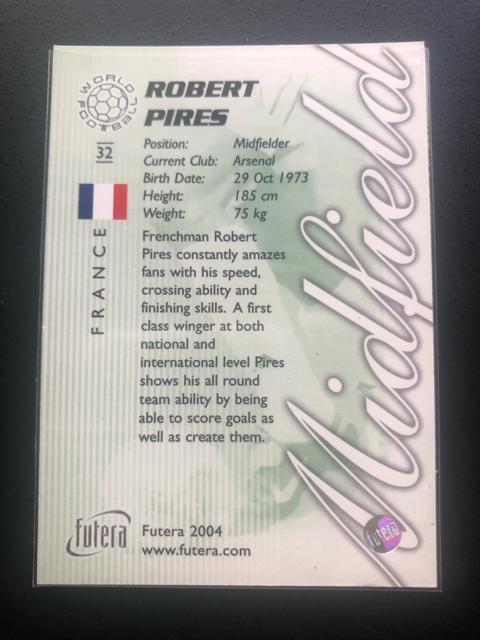 WORLD FOOTBALL
ROBERT
PIRES
32
FRANCE
Position: Midfielder
Current Club: Arsenal
Birth Date: 29 Oct 1973
Height: 185 cm
Weight: 75 kg
Frenchman Robert
Pires constantly amazes
fans with his speed,
crossing ability and
finishing skills. A first
class winger at both
national and
international level Pires
shows his all round
team ability by being
able to score goals as
well as create them.
Midfield
futera
Futera 2004
www.futera.com
futera